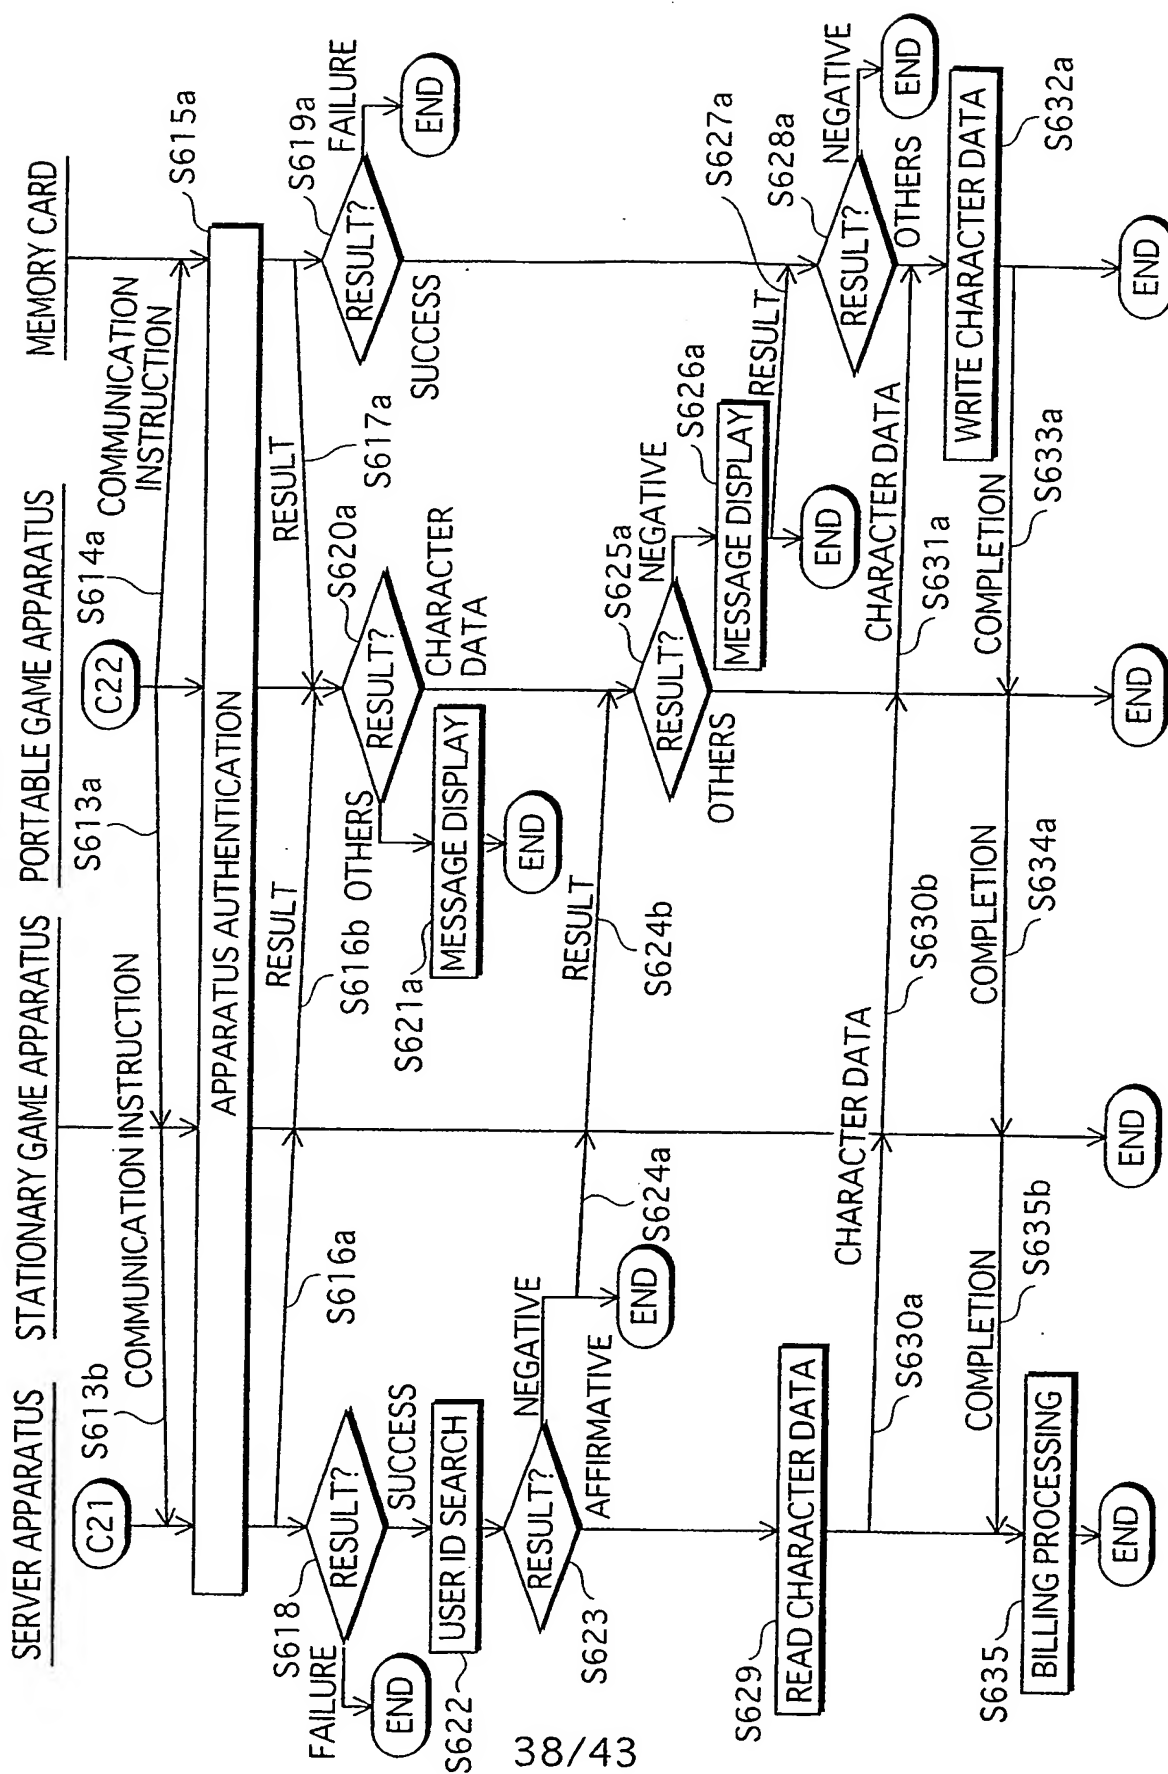 SERVER APPARATUS
STATIONARY GAME APPARATUS
PORTABLE GAME APPARATUS
MEMORY CARD
C21
S613b
COMMUNICATION INSTRUCTION
S613a
C22
S614a
COMMUNICATION
INSTRUCTION
S615a
APPARATUS AUTHENTICATION
S616a
RESULT
S616b
RESULT
S617a
S618
RESULT?
FAILURE
END
SUCCESS
S619a
RESULT?
FAILURE
END
SUCCESS
S620a
RESULT?
OTHERS
CHARACTER
DATA
S621a
MESSAGE DISPLAY
END
S622
USER ID SEARCH
S623
RESULT?
NEGATIVE
END
AFFIRMATIVE
S624a
RESULT
S624b
S625a
RESULT?
NEGATIVE
OTHERS
S626a
MESSAGE DISPLAY
END
RESULT
S627a
S628a
RESULT?
NEGATIVE
END
OTHERS
S629
READ CHARACTER DATA
S630a
CHARACTER DATA
S630b
CHARACTER DATA
S631a
WRITE CHARACTER DATA
S632a
COMPLETION
S633a
COMPLETION
S634a
COMPLETION
S635b
S635
BILLING PROCESSING
END
END
END
END
38/43